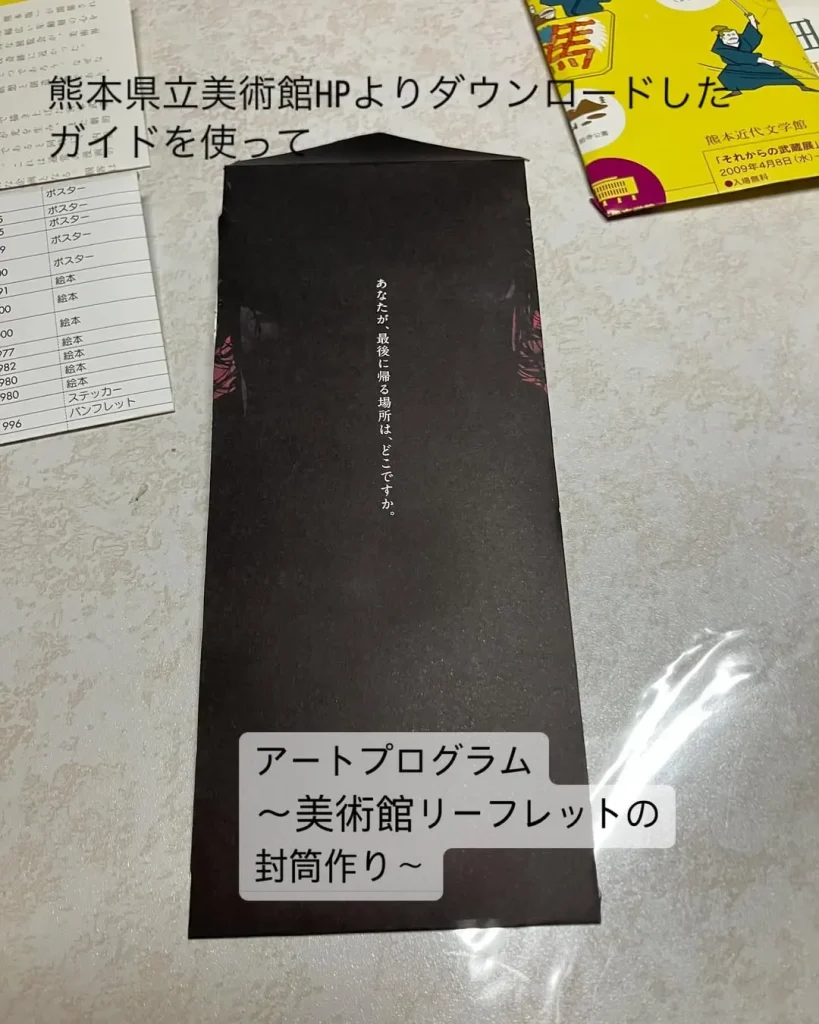 熊本県立美術館HPよりダウンロードした
ガイドを使って
馬
熊本近代文学館
「それからの武蔵展」
2009年4月8日(水)~
●入場無料
ポスター
ポスター
ポスター
ポスター
ポスター
絵本
絵本
絵本
絵本
977 絵本
982 絵本
980 絵本
980 ステッカー
996 パンフレット
あなたが、最後に帰る場所は、どこですか。
アートプログラム
~美術館リーフレットの
封筒作り~